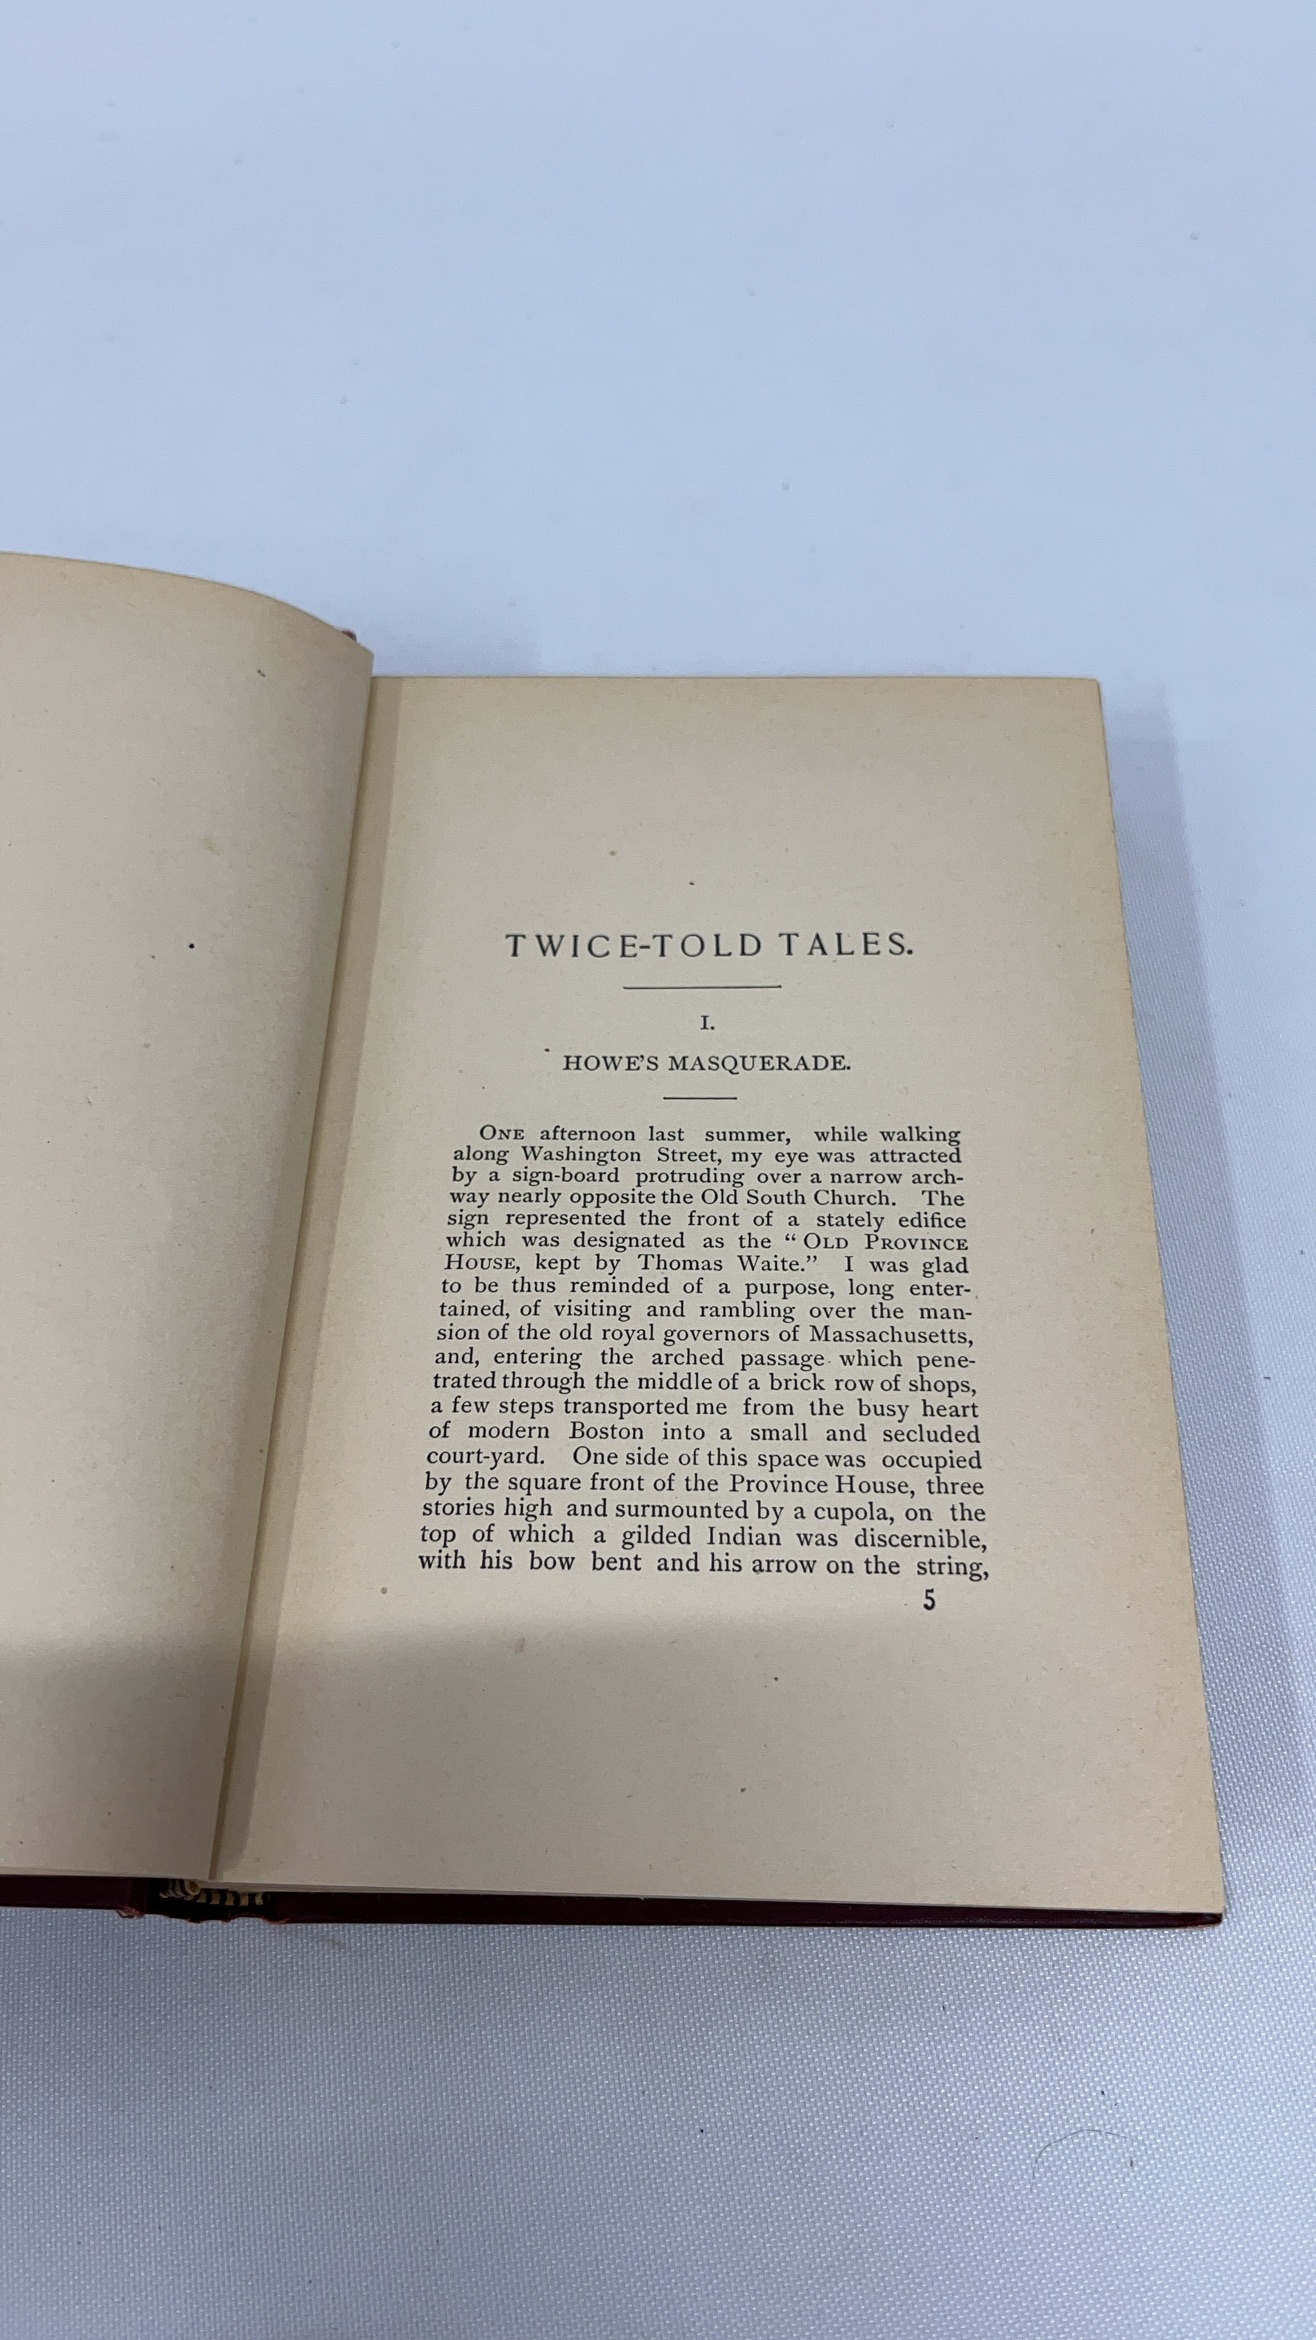 TWICE-TOLD TALES.
I.
HOWE'S MASQUERADE.
ONE afternoon last summer, while walking
along Washington Street, my eye was attracted
by a sign-board protruding over a narrow arch-
way nearly opposite the Old South Church. The
sign represented the front of a stately edifice
which was designated as the “ OLD PROVINCE
HOUSE, kept by Thomas Waite.” I was glad
to be thus reminded of a purpose, long enter-
tained, of visiting and rambling over the man-
sion of the old royal governors of Massachusetts,
and, entering the arched passage which pene-
trated through the middle of a brick row of shops,
a few steps transported me from the busy heart
of modern Boston into a small and secluded
court-yard. One side of this space was occupied
by the square front of the Province House, three
stories high and surmounted by a cupola, on the
top of which a gilded Indian was discernible,
with his bow bent and his arrow on the string,
5